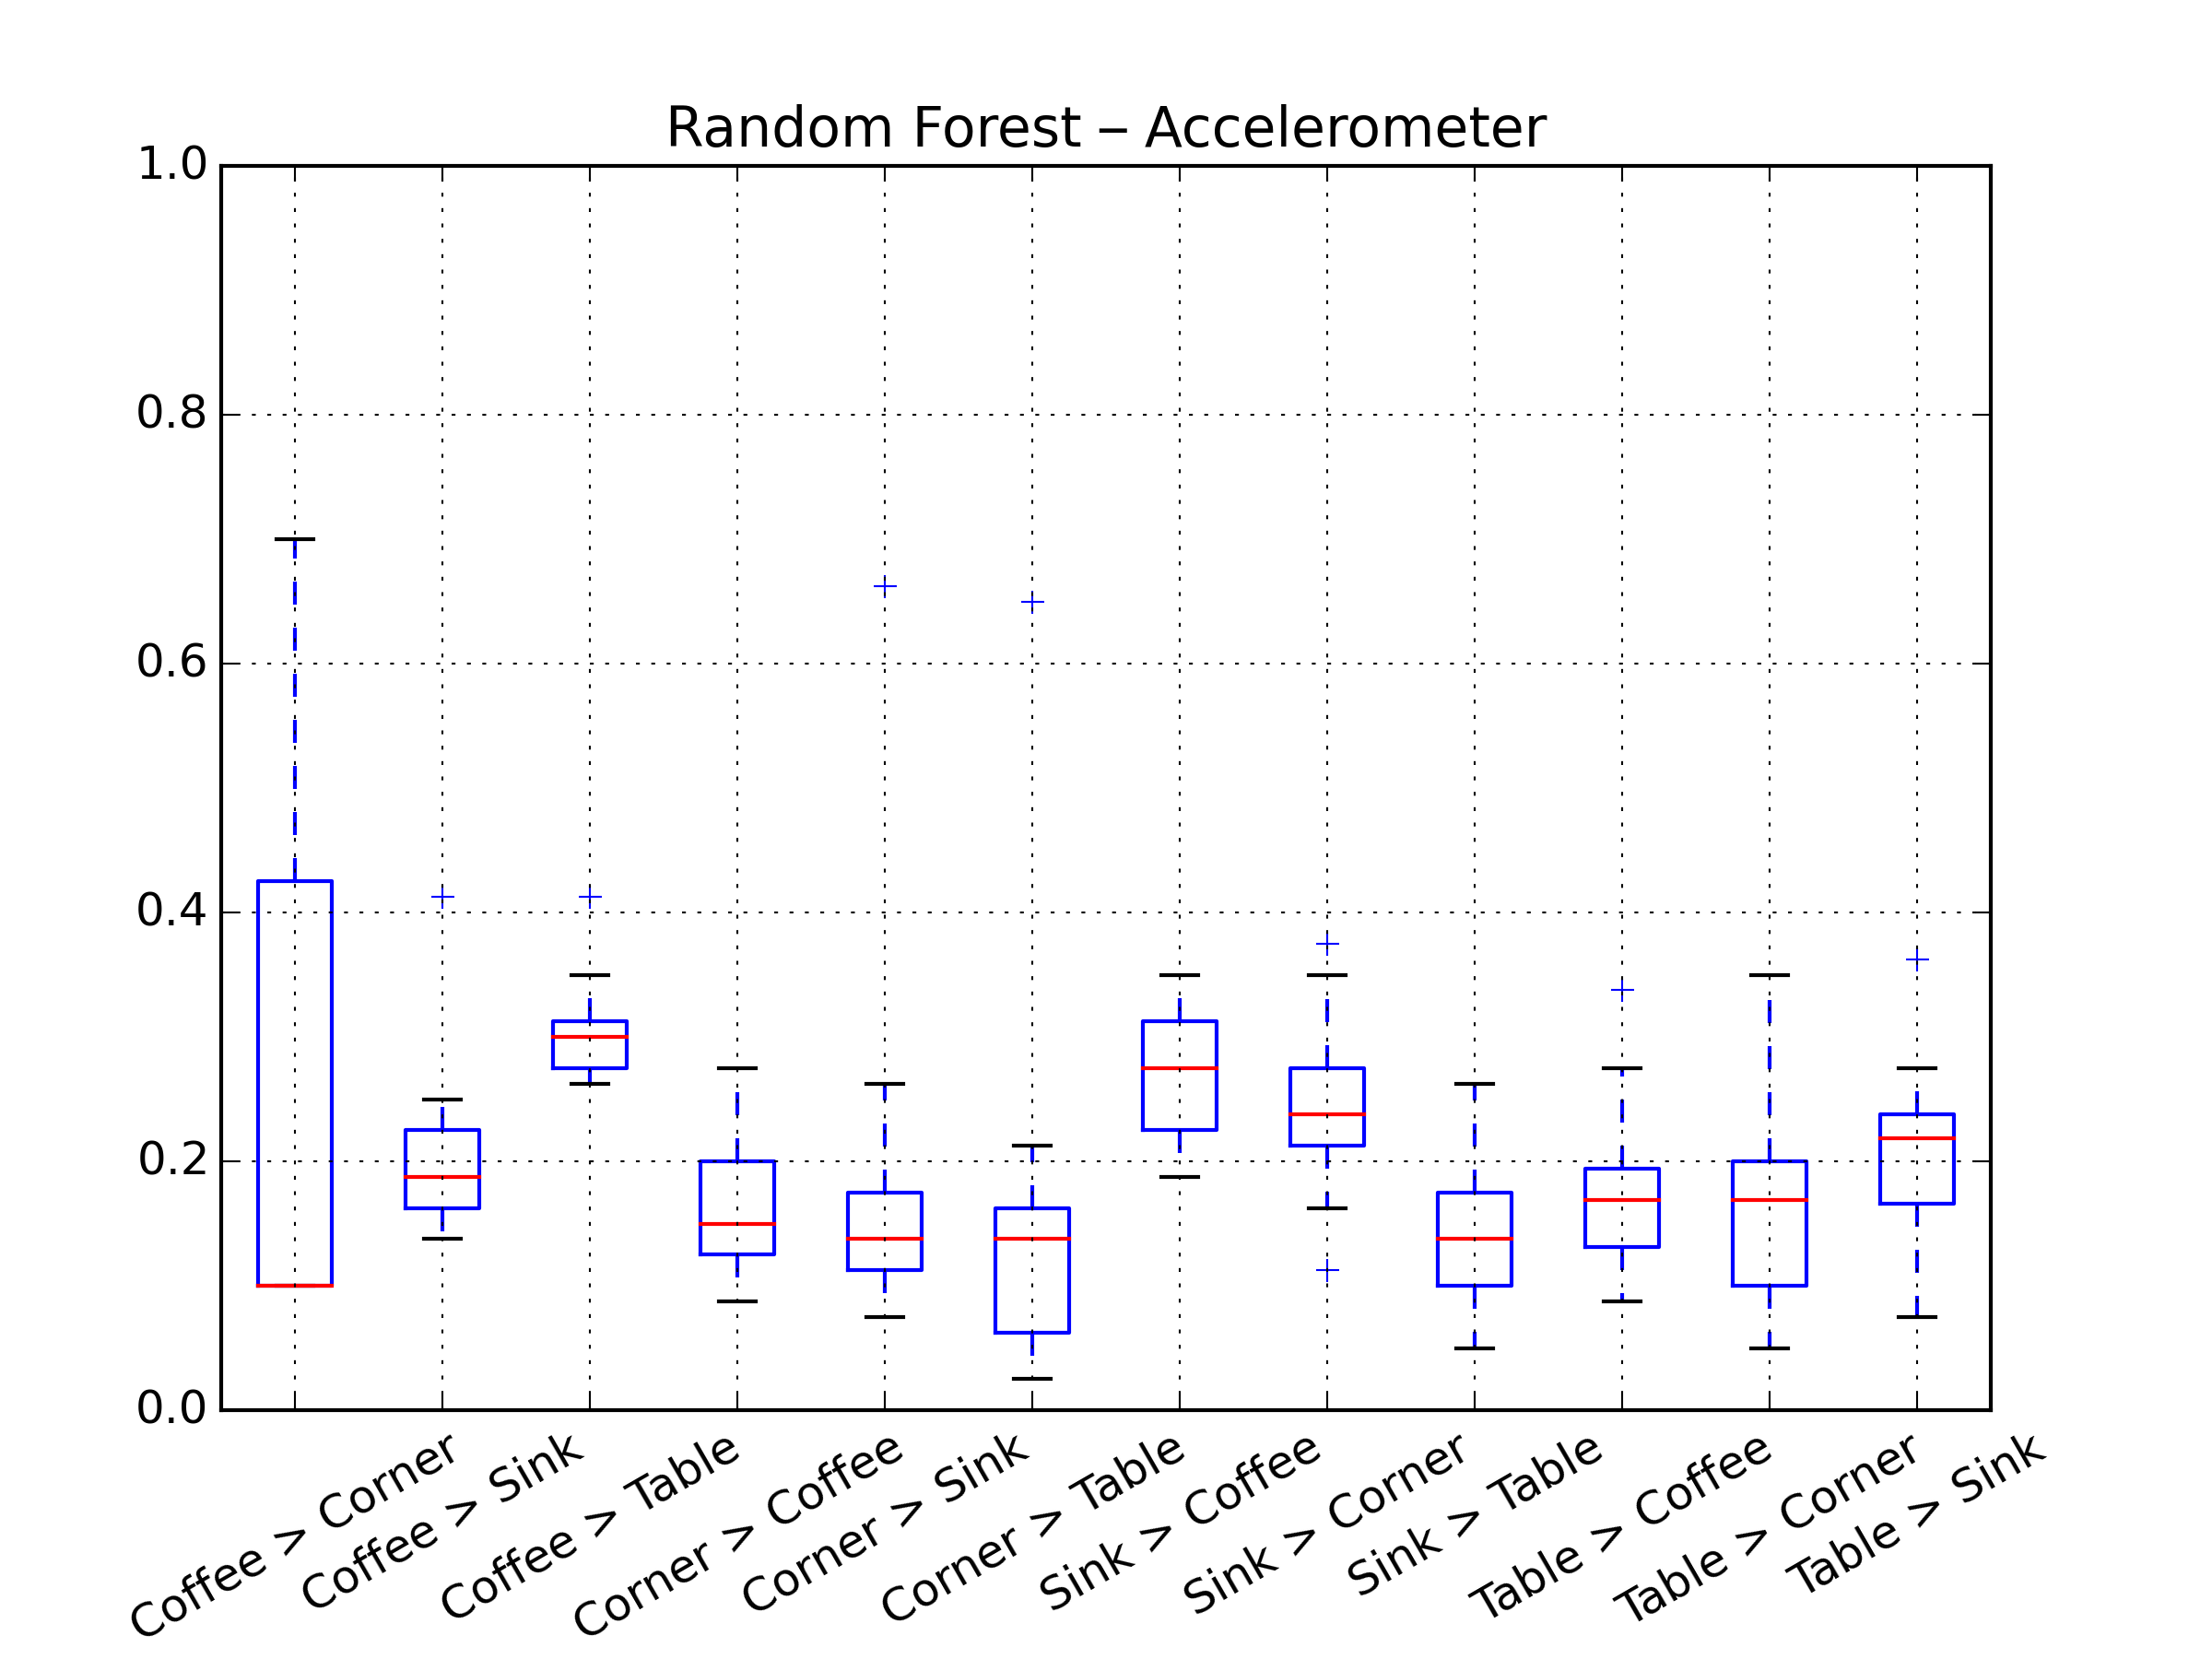 Random Forest – Accelerometer
1.0
0.8
0.6
0.4
0.2
0.0
Coffee > Corner
Coffee > Sink
Coffee > Table
Corner > Coffee
Corner > Sink
Corner > Table
Sink > Coffee
Sink > Corner
Sink > Table
Table > Coffee
Table > Corner
Table > Sink